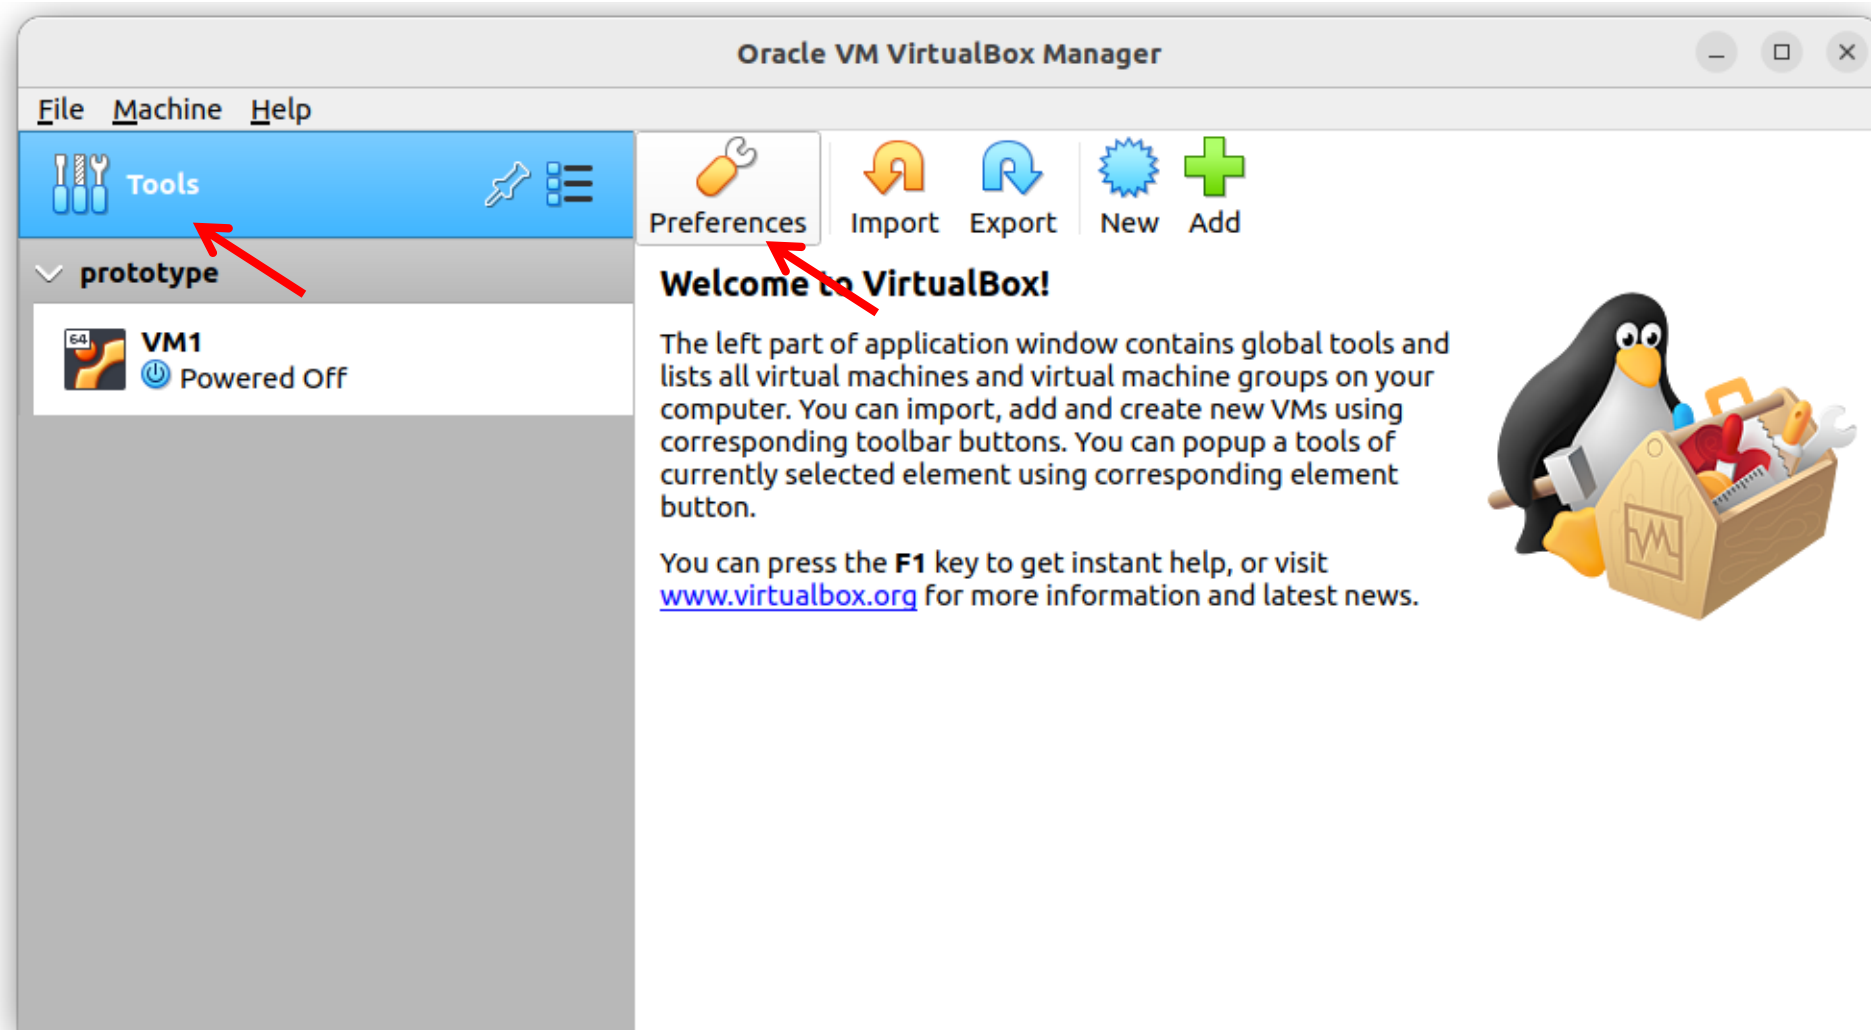 Oracle VM VirtualBox Manager
File Machine Help
Tools
Preferences Import Export New Add
prototype
64
VM1
Powered Off
Welcome to VirtualBox!
The left part of application window contains global tools and
lists all virtual machines and virtual machine groups on your
computer. You can import, add and create new VMs using
corresponding toolbar buttons. You can popup a tools of
currently selected element using corresponding element
button.
You can press the F1 key to get instant help, or visit
www.virtualbox.org for more information and latest news.
VM